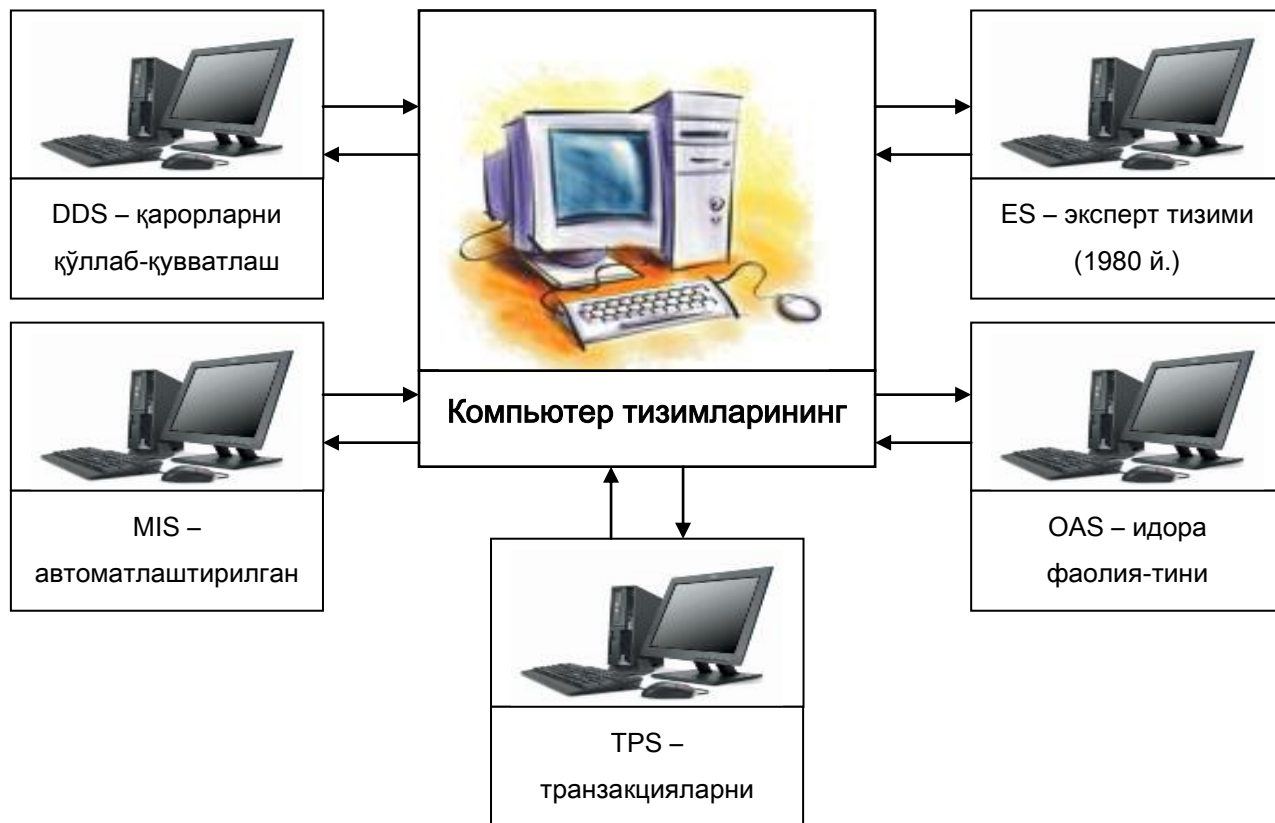 DDS – қарорларни
қўллаб-қувватлаш
ES – эксперт тизими
(1980 й.)
Компьютер тизимларининг
MIS –
автоматлаштирилган
OAS – идора
фаолия-тини
TPS –
транзакцияларни